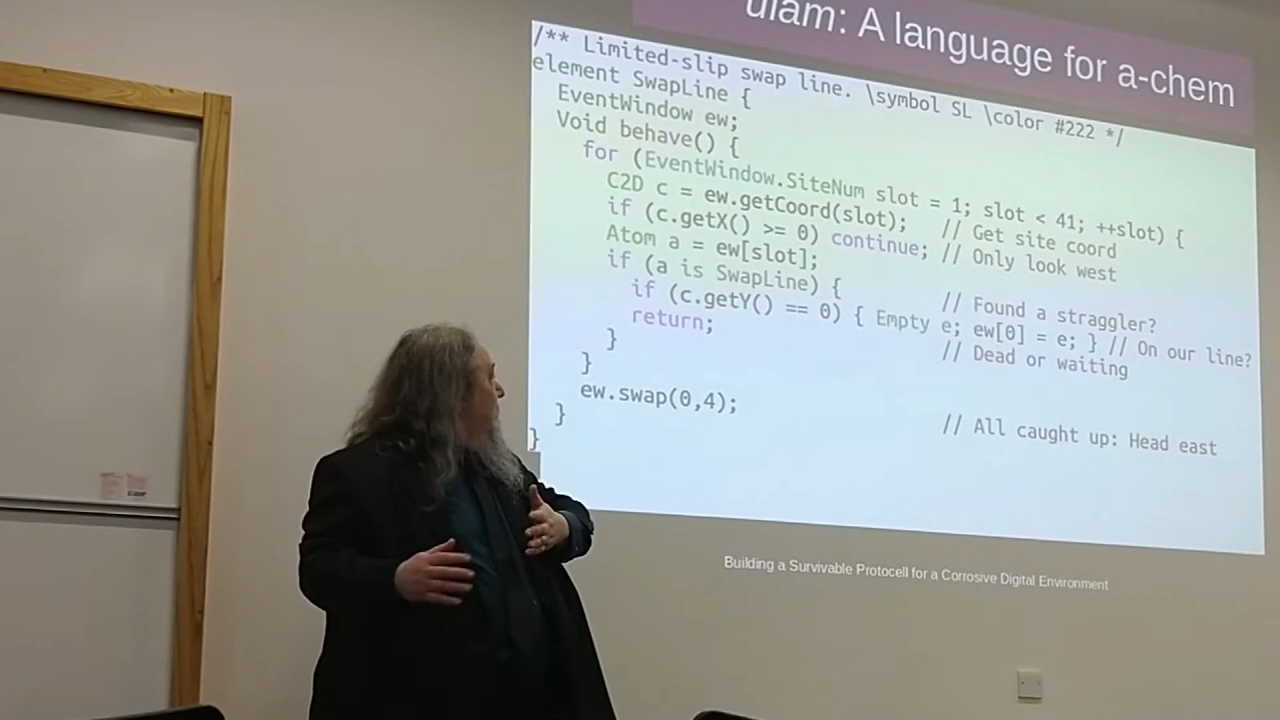 ulam: A language for a-chem
/** Limited-slip swap line. \symbol SL \color #222 */
element SwapLine {
EventWindow ew;
Void behave() {
for (EventWindow.SiteNum slot = 1; slot < 41; ++slot) {
C2D c = ew.getCoord(slot); // Get site coord
if (c.getX() >= 0) continue; // Only look west
Atom a = ew[slot];
if (a is SwapLine) { // Found a straggler?
if (c.getY() == 0) { Empty e; ew[0] = e; } // On our line?
return; // Dead or waiting
}
}
ew.swap(0,4); // All caught up: Head east
}
}
Building a Survivable Protocell for a Corrosive Digital Environment